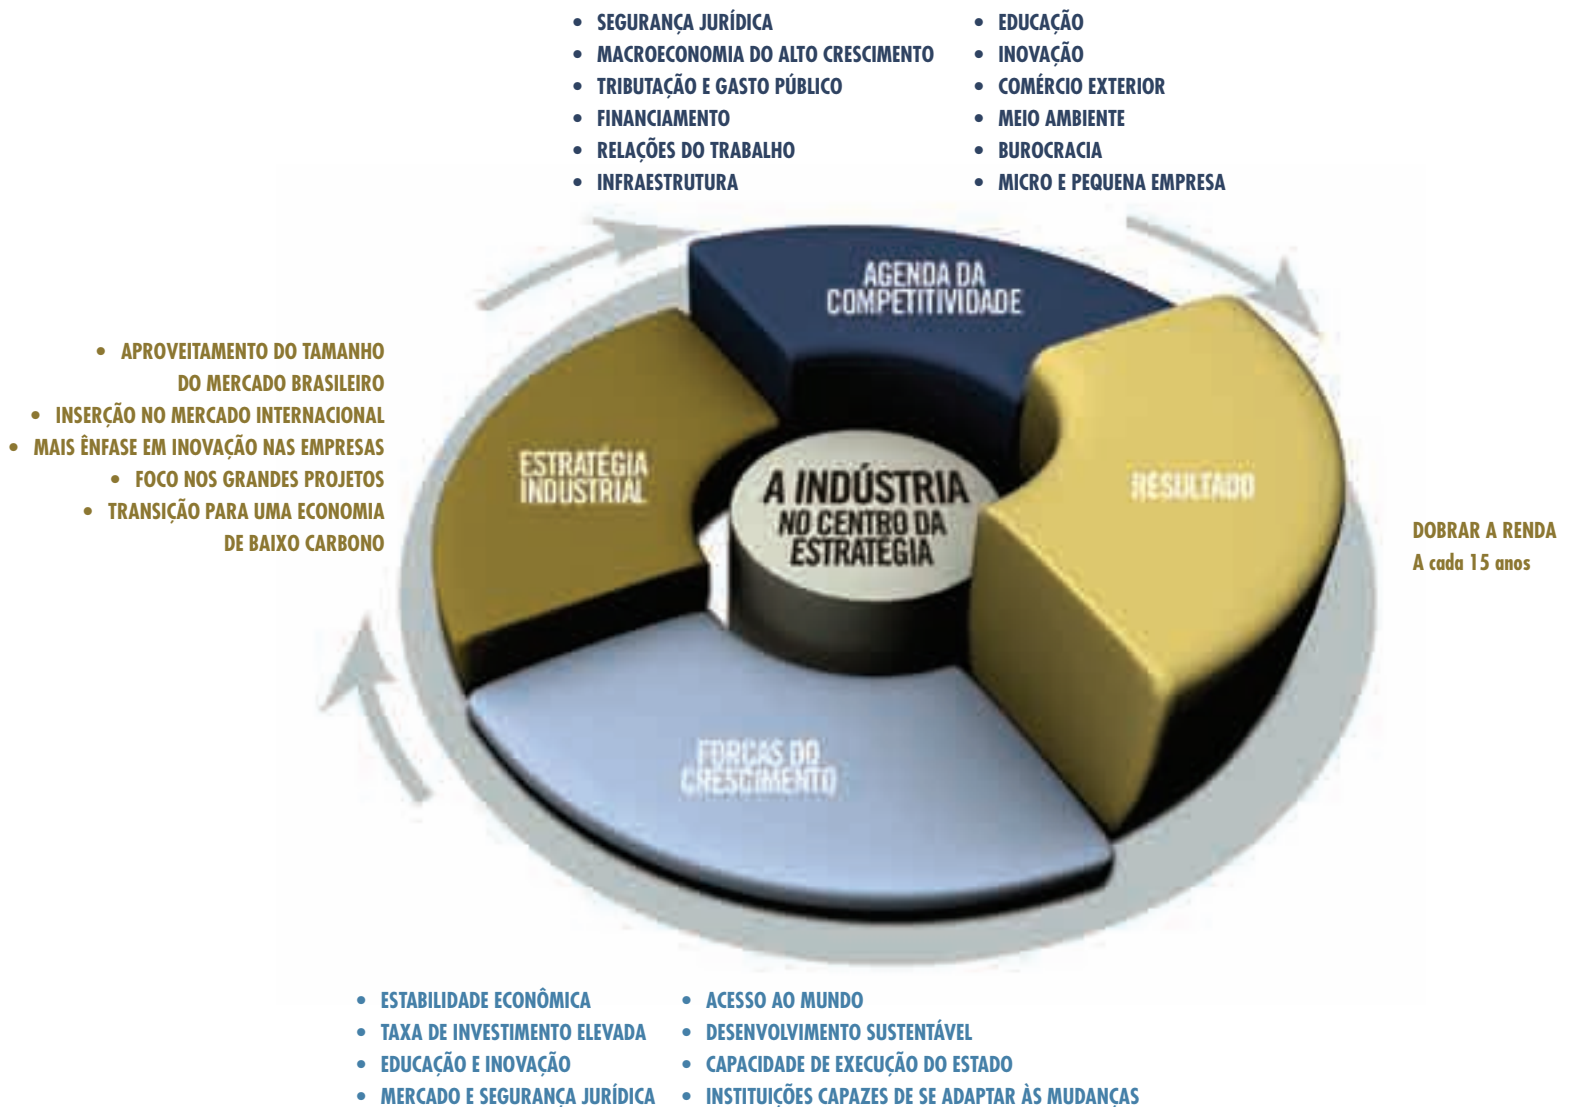 • SEGURANÇA JURÍDICA
• MACROECONOMIA DO ALTO CRESCIMENTO
• TRIBUTAÇÃO E GASTO PÚBLICO
• FINANCIAMENTO
• RELAÇÕES DO TRABALHO
• INFRAESTRUTURA
• EDUCAÇÃO
• INOVAÇÃO
• COMÉRCIO EXTERIOR
• MEIO AMBIENTE
• BUROCRACIA
• MICRO E PEQUENA EMPRESA
AGENDA DA
COMPETITIVIDADE
• APROVEITAMENTO DO TAMANHO
DO MERCADO BRASILEIRO
• INSERÇÃO NO MERCADO INTERNACIONAL
• MAIS ÊNFASE EM INOVAÇÃO NAS EMPRESAS
• FOCO NOS GRANDES PROJETOS
• TRANSIÇÃO PARA UMA ECONOMIA
DE BAIXO CARBONO
ESTRATÉGIA
INDUSTRIAL
A INDÚSTRIA
NO CENTRO DA
ESTRATÉGIA
RESULTADO
DOBRAR A RENDA
A cada 15 anos
FORÇAS DO
CRESCIMENTO
• ESTABILIDADE ECONÔMICA
• TAXA DE INVESTIMENTO ELEVADA
• EDUCAÇÃO E INOVAÇÃO
• MERCADO E SEGURANÇA JURÍDICA
• ACESSO AO MUNDO
• DESENVOLVIMENTO SUSTENTÁVEL
• CAPACIDADE DE EXECUÇÃO DO ESTADO
• INSTITUIÇÕES CAPAZES DE SE ADAPTAR ÀS MUDANÇAS